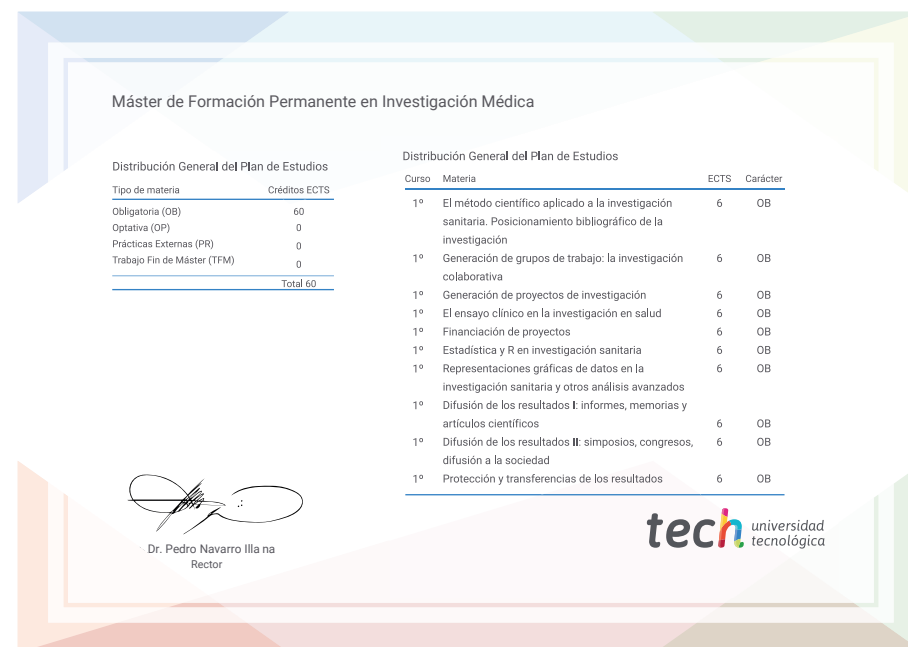 Máster de Formación Permanente en Investigación Médica
Distribución General del Plan de Estudios
Tipo de materia Créditos ECTS
Obligatoria (OB) 60
Optativa (OP) 0
Prácticas Externas (PR) 0
Trabajo Fin de Máster (TFM) 0
Total 60
Distribución General del Plan de Estudios
Curso Materia ECTS Carácter
1º El método científico aplicado a la investigación 6 OB
sanitaria. Posicionamiento bibliográfico de la
investigación
1º Generación de grupos de trabajo: la investigación 6 OB
colaborativa
1º Generación de proyectos de investigación 6 OB
1º El ensayo clínico en la investigación en salud 6 OB
1º Financiación de proyectos 6 OB
1º Estadística y R en investigación sanitaria 6 OB
1º Representaciones gráficas de datos en la 6 OB
investigación sanitaria y otros análisis avanzados
1º Difusión de los resultados I: informes, memorias y
artículos científicos 6 OB
1º Difusión de los resultados II: simposios, congresos, 6 OB
difusión a la sociedad
1º Protección y transferencias de los resultados 6 OB
Dr. Pedro Navarro Illa na
Rector
tech universidad
tecnológica